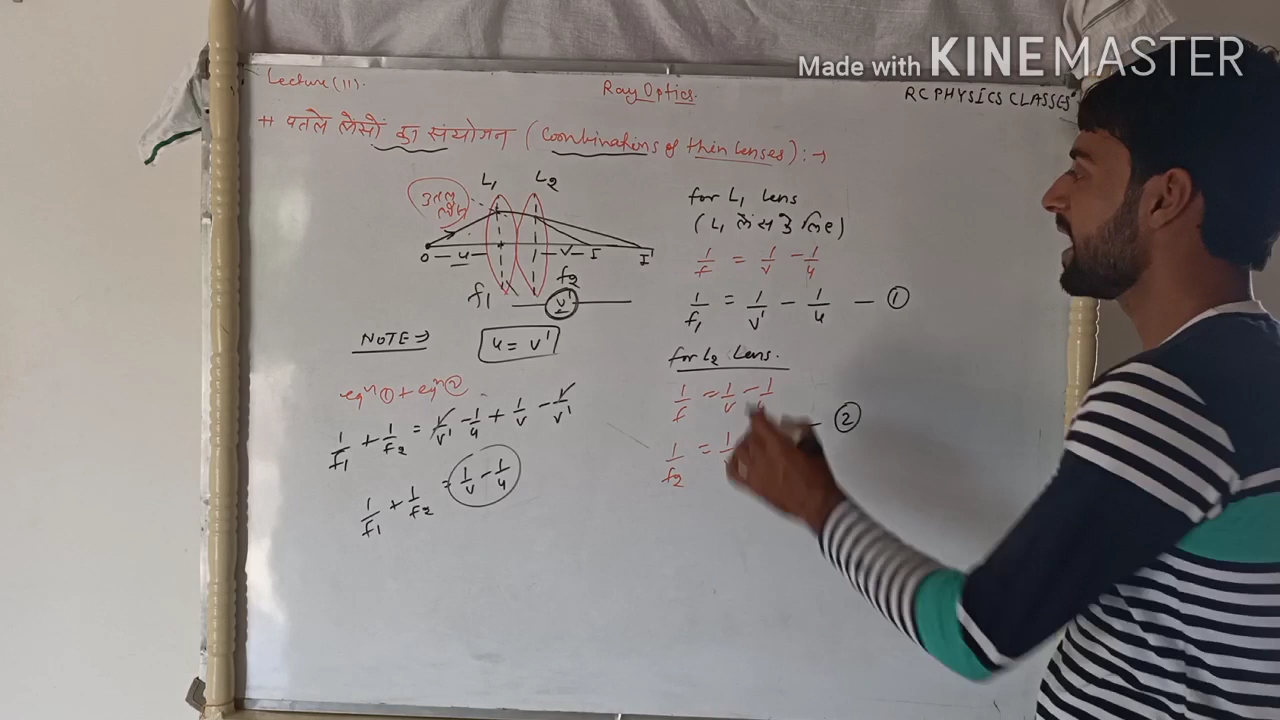 Made with KINEMASTER
Lecture (11).
Ray Optics.
RC PHYSICS CLASSES
# पतले लेंसों का संयोगन ( Coombinations of thin Lenses) :→
L₁ L₂
उतल लेंस
O — u — — v — I I'
f₁ f₂
v'
NOTE ⇒ u = v'
eqⁿ ① + eqⁿ ②
1/f₁ + 1/f₂ = 1/v' - 1/u + 1/v - 1/v'
1/f₁ + 1/f₂ = 1/v - 1/u
for L₁ Lens
( L₁ लेंस के लिए )
1/f = 1/v - 1/u
1/f₁ = 1/v' - 1/u — ①
for L₂ Lens.
1/f = 1/v - 1/
1/f₂ = 1/ — ②